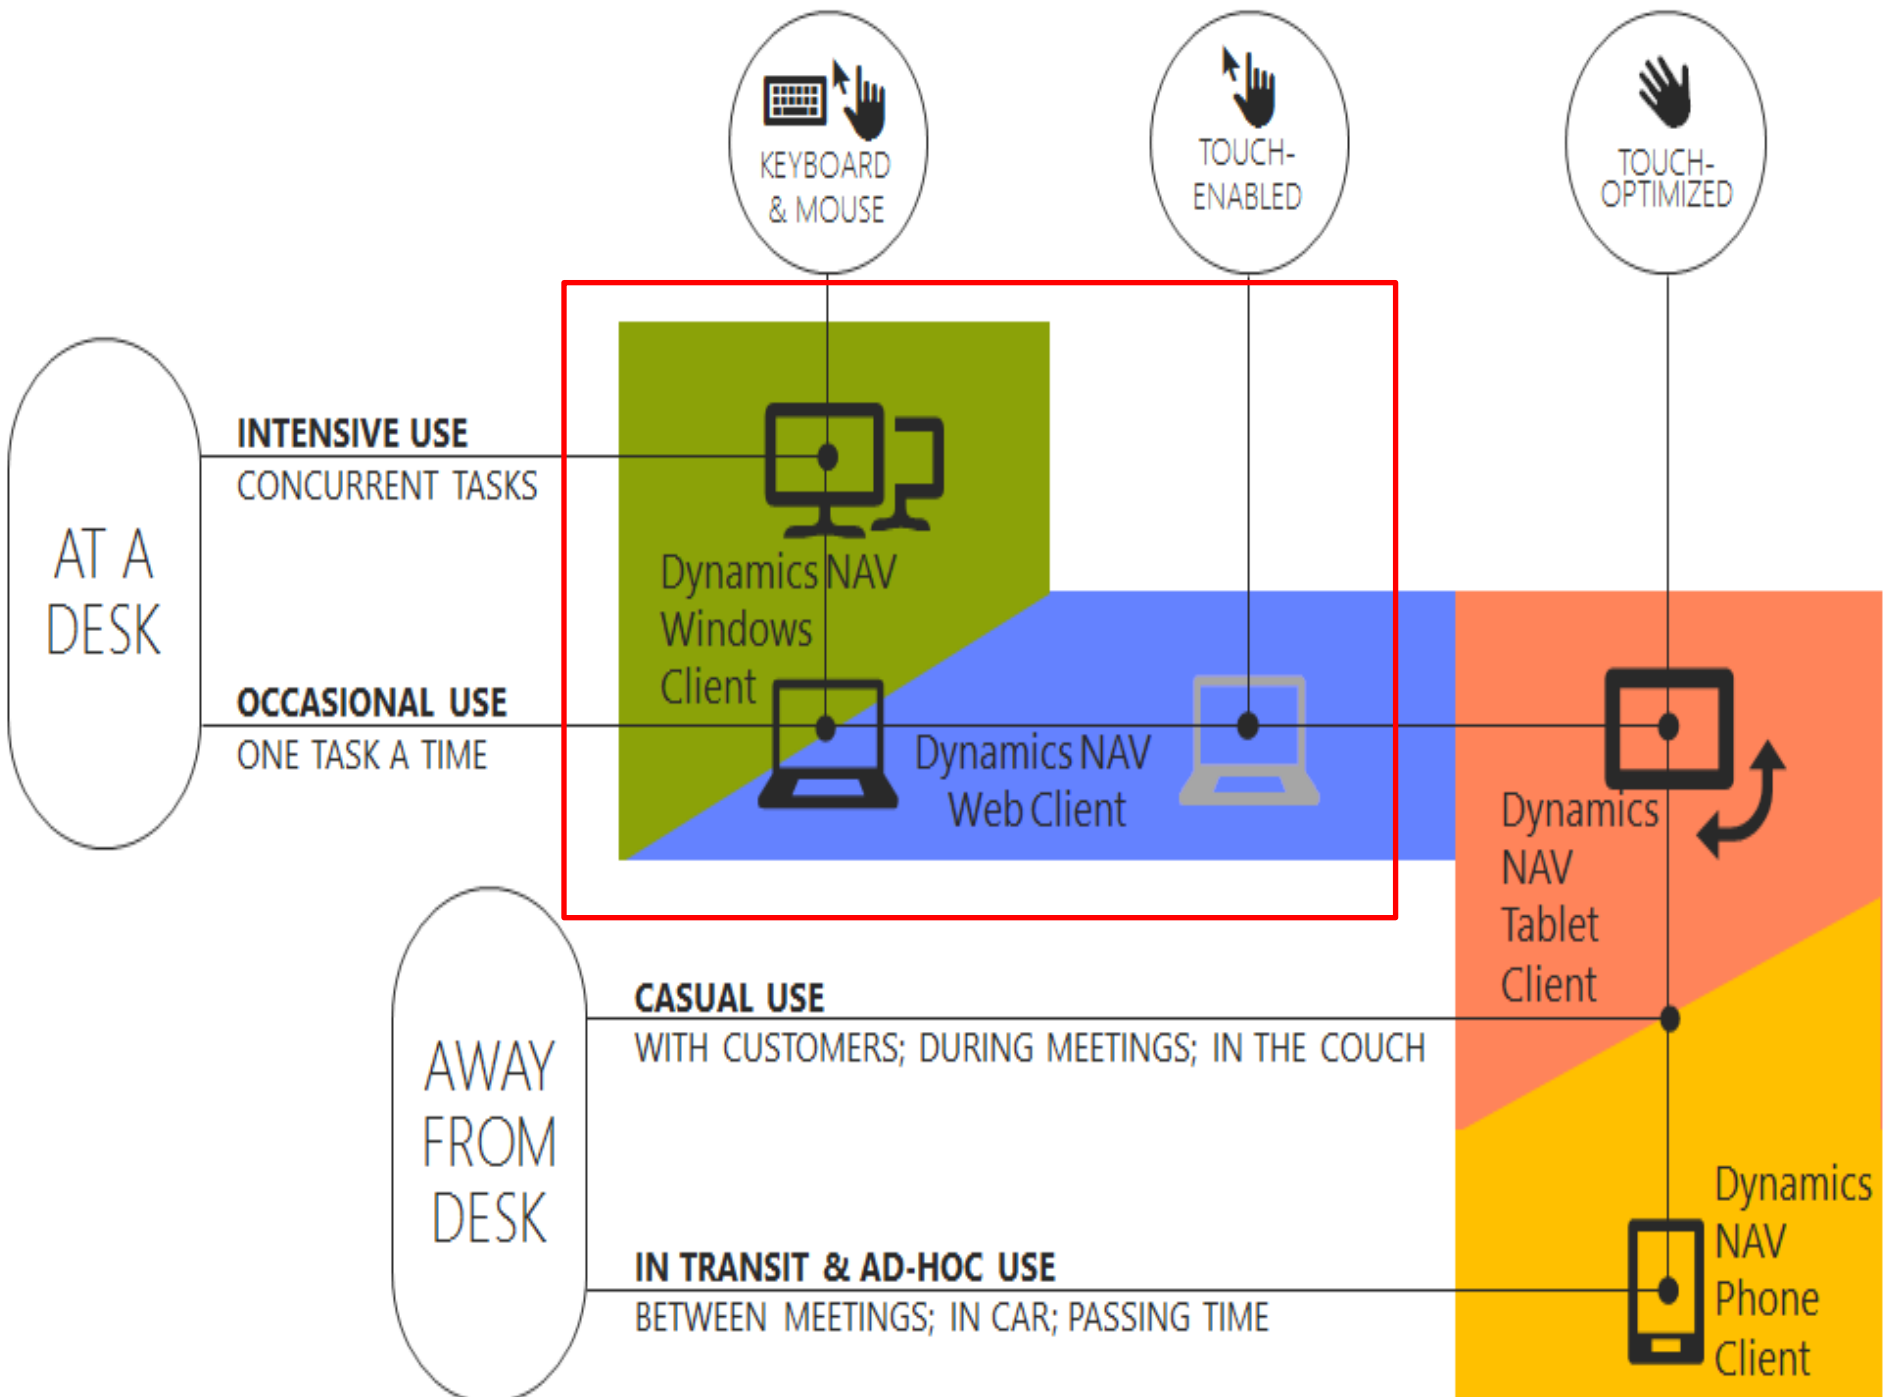 KEYBOARD
& MOUSE
TOUCH-
ENABLED
TOUCH-
OPTIMIZED
AT A
DESK
INTENSIVE USE
CONCURRENT TASKS
OCCASIONAL USE
ONE TASK A TIME
Dynamics NAV
Windows
Client
Dynamics NAV
Web Client
Dynamics
NAV
Tablet
Client
AWAY
FROM
DESK
CASUAL USE
WITH CUSTOMERS; DURING MEETINGS; IN THE COUCH
IN TRANSIT & AD-HOC USE
BETWEEN MEETINGS; IN CAR; PASSING TIME
Dynamics
NAV
Phone
Client